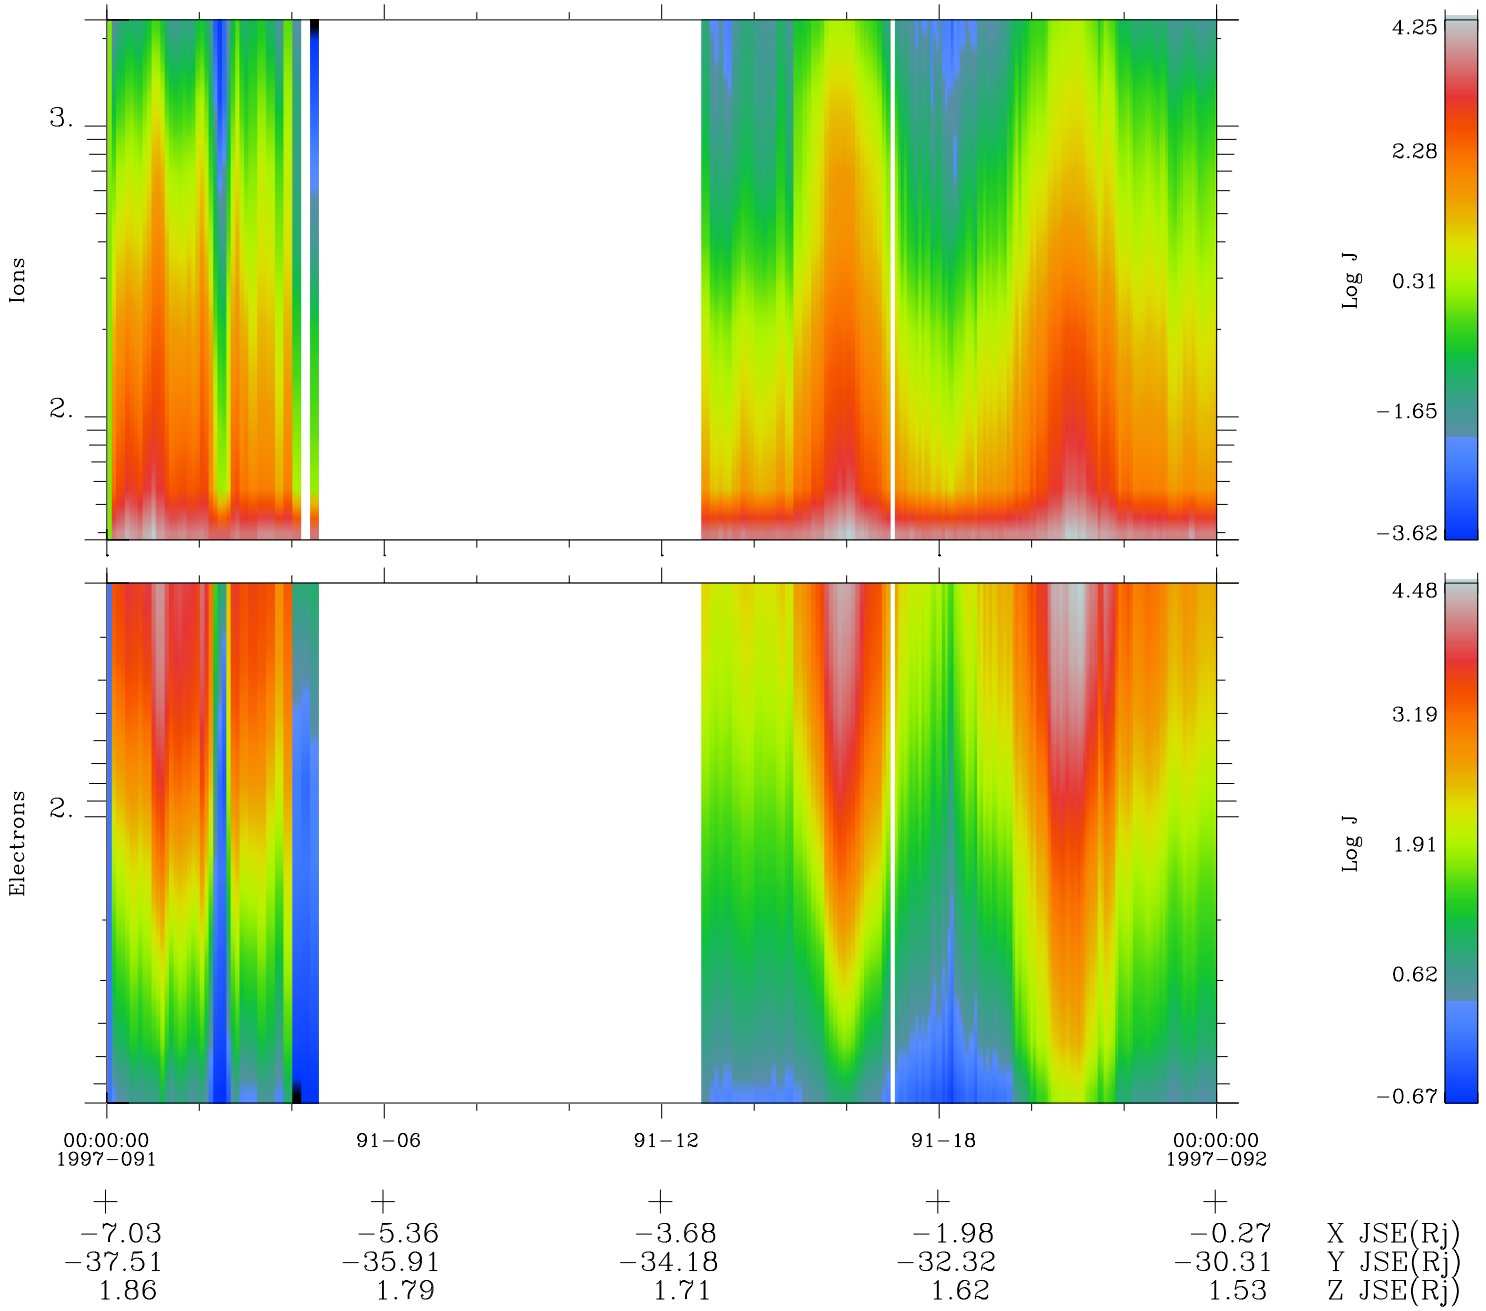 4.25
3.
2.28
Ions
Log J
0.31
2.
-1.65
-3.62
4.48
3.19
2.
Electrons
Log J
1.91
0.62
-0.67
00:00:00 91-06 91-12 91-18 00:00:00
1997-091 1997-092
-7.03 -5.36 -3.68 -1.98 -0.27 X JSE(Rj)
-37.51 -35.91 -34.18 -32.32 -30.31 Y JSE(Rj)
1.86 1.79 1.71 1.62 1.53 Z JSE(Rj)